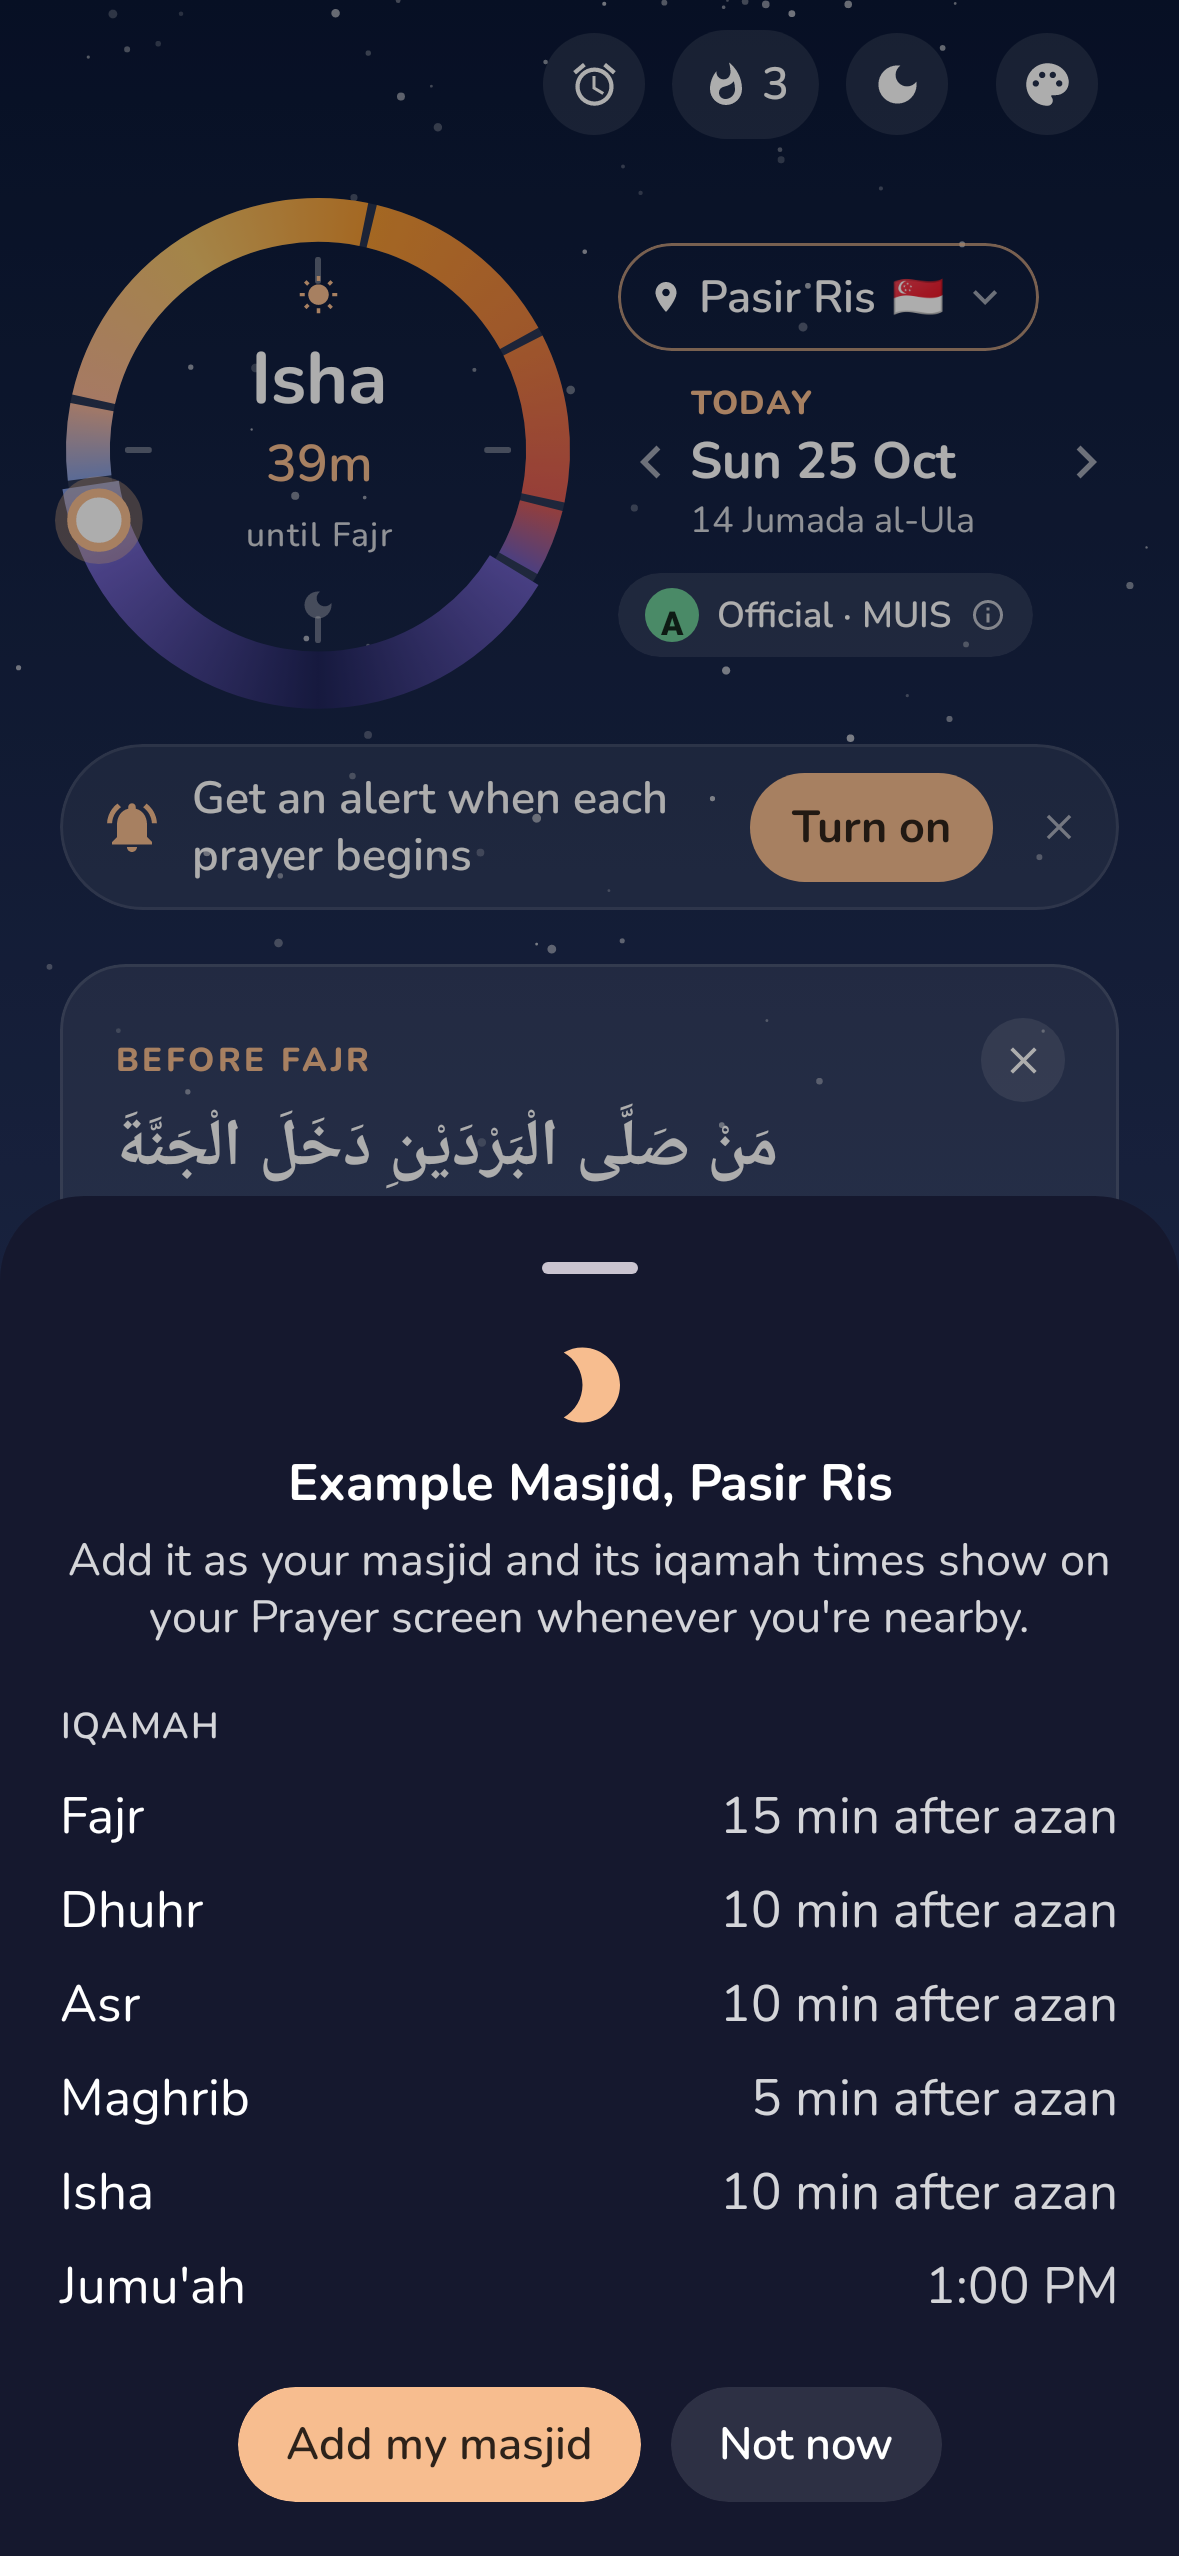 3
Isha
39m
until Fajr
Pasir Ris
TODAY
Sun 25 Oct
14 Jumada al-Ula
A Official · MUIS
Get an alert when each
prayer begins
Turn on
BEFORE FAJR
مَنْ صَلَّى الْبَرْدَيْنِ دَخَلَ الْجَنَّةَ
Example Masjid, Pasir Ris
Add it as your masjid and its iqamah times show on
your Prayer screen whenever you're nearby.
IQAMAH
Fajr 15 min after azan
Dhuhr 10 min after azan
Asr 10 min after azan
Maghrib 5 min after azan
Isha 10 min after azan
Jumu'ah 1:00 PM
Add my masjid Not now